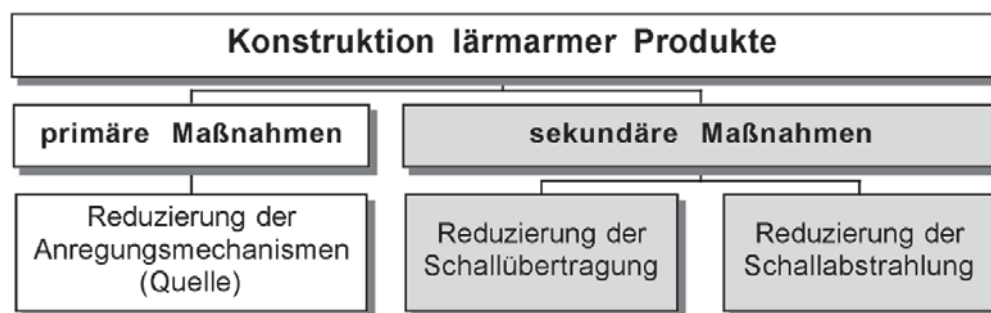 Konstruktion lärmarmer Produkte
primäre Maßnahmen
sekundäre Maßnahmen
Reduzierung der
Anregungsmechanismen
(Quelle)
Reduzierung der
Schallübertragung
Reduzierung der
Schallabstrahlung